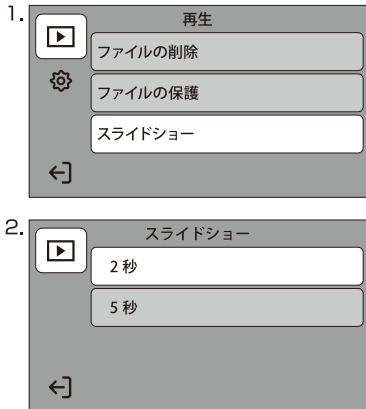 1.
再生
ファイルの削除
ファイルの保護
スライドショー
2.
スライドショー
2 秒
5 秒